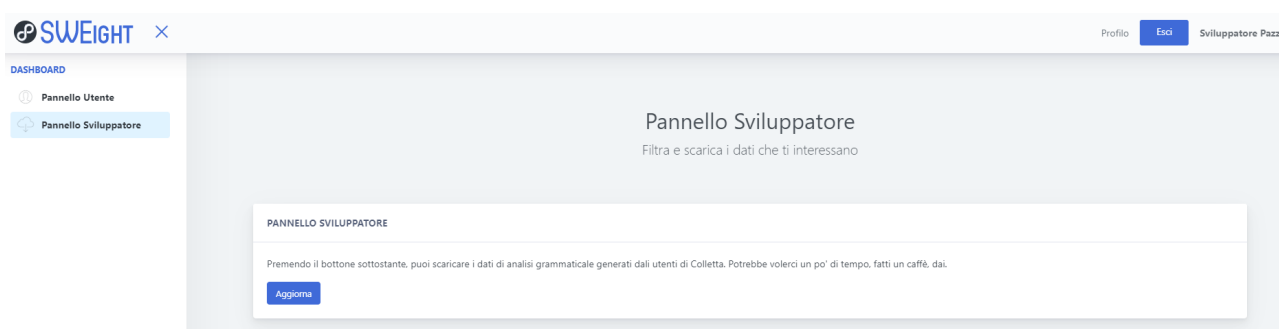 SWEIGHT
Profilo
Esci
Sviluppatore Pazz
DASHBOARD
Pannello Utente
Pannello Sviluppatore
Pannello Sviluppatore
Filtra e scarica i dati che ti interessano
PANNELLO SVILUPPATORE
Premendo il bottone sottostante, puoi scaricare i dati di analisi grammaticale generati dali utenti di Colletta. Potrebbe volerci un po' di tempo, fatti un caffè, dai.
Aggiorna